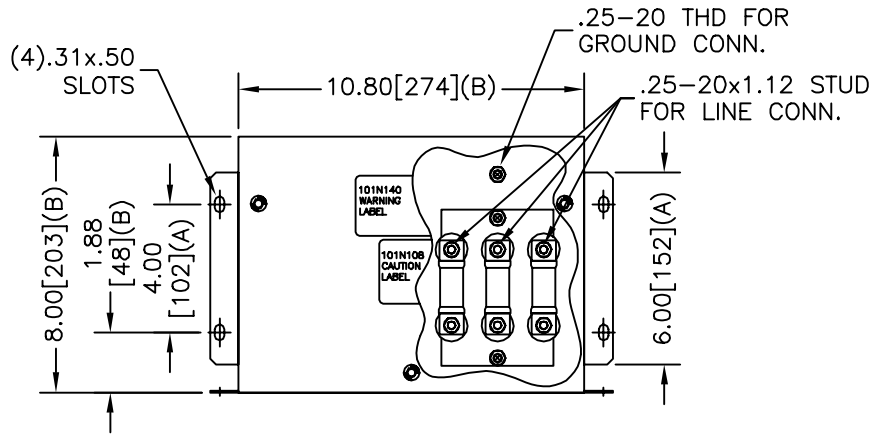 .25-20 THD FOR
GROUND CONN.
(4).31x.50
SLOTS
10.80[274](B)
.25-20x1.12 STUD
FOR LINE CONN.
8.00[203](B)
1.88
[48](B)
4.00
[102](A)
101N140
WARNING
LABEL
101N108
CAUTION
LABEL
6.00[152](A)